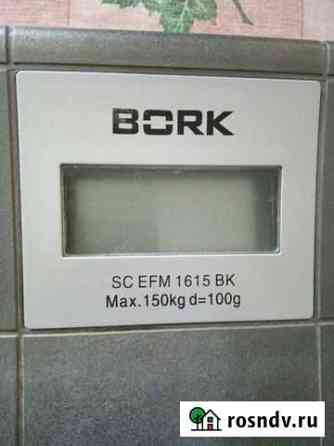 BORK
SC EFM 1615 BK
Max.150kg d=100g
rosndv.ru